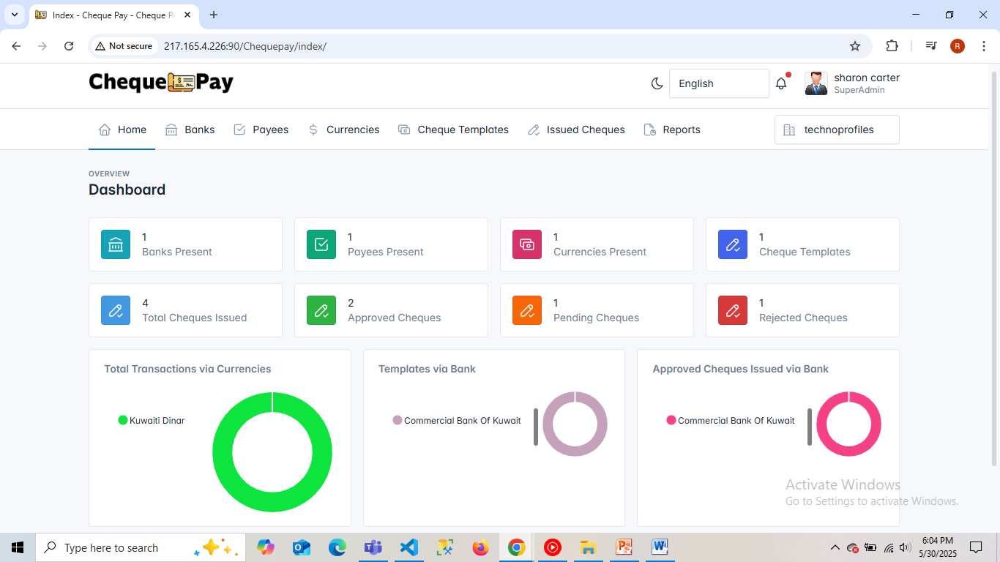 Index - Cheque Pay - Cheque P
Not secure
217.165.4.226:90/Chequepay/index/
R
ChequePay
English
sharon carter
SuperAdmin
Home
Banks
Payees
Currencies
Cheque Templates
Issued Cheques
Reports
technoprofiles
OVERVIEW
Dashboard
1
Banks Present
1
Payees Present
1
Currencies Present
1
Cheque Templates
4
Total Cheques Issued
2
Approved Cheques
1
Pending Cheques
1
Rejected Cheques
Total Transactions via Currencies
Kuwaiti Dinar
Templates via Bank
Commercial Bank Of Kuwait
Approved Cheques Issued via Bank
Commercial Bank Of Kuwait
Activate Windows
Go to Settings to activate Windows.
Type here to search
6:04 PM
5/30/2025